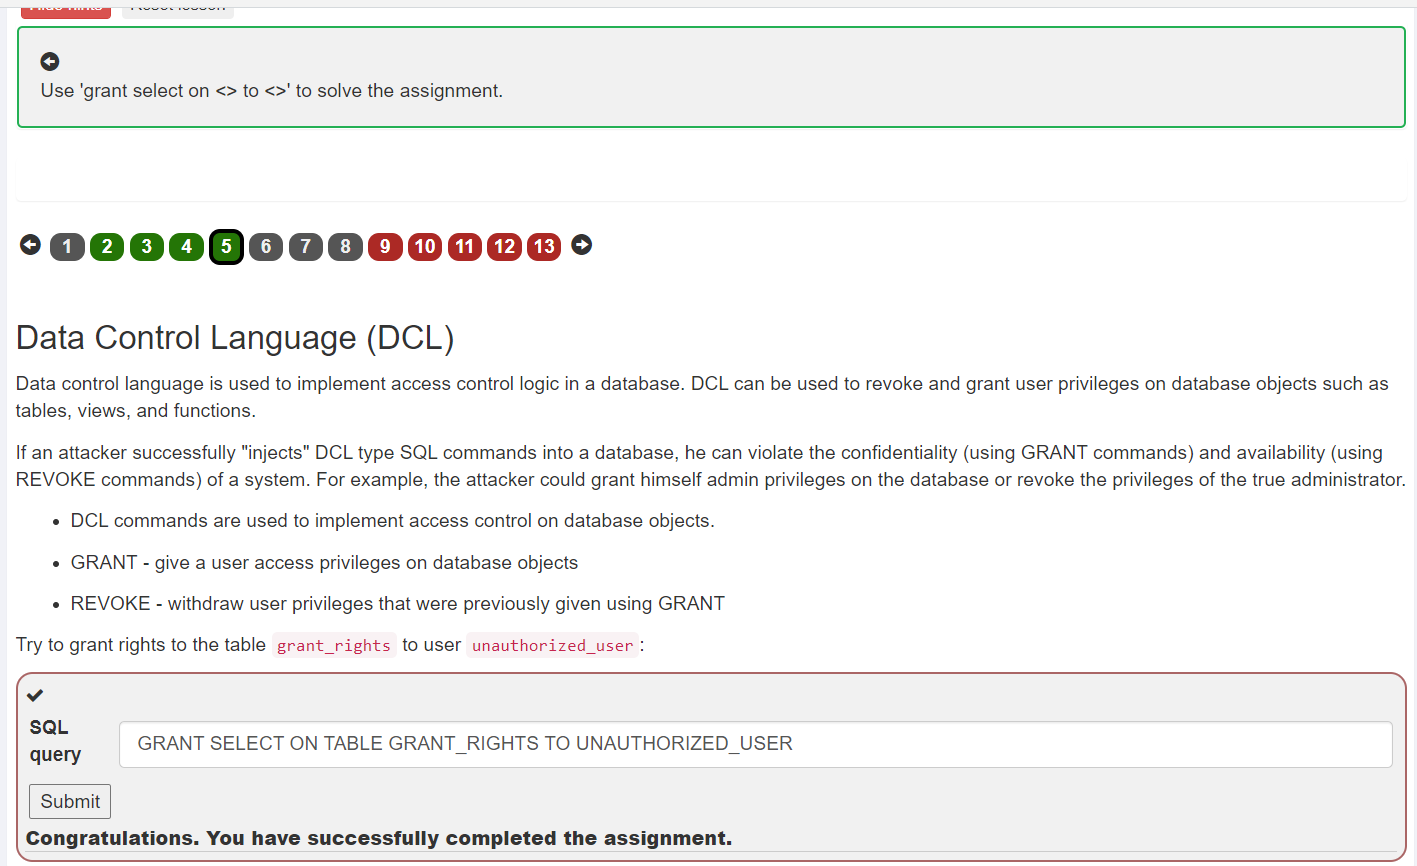 Hide hints Reset lesson
Use 'grant select on <> to <>' to solve the assignment.
1 2 3 4 5 6 7 8 9 10 11 12 13
Data Control Language (DCL)
Data control language is used to implement access control logic in a database. DCL can be used to revoke and grant user privileges on database objects such as
tables, views, and functions.
If an attacker successfully "injects" DCL type SQL commands into a database, he can violate the confidentiality (using GRANT commands) and availability (using
REVOKE commands) of a system. For example, the attacker could grant himself admin privileges on the database or revoke the privileges of the true administrator.
• DCL commands are used to implement access control on database objects.
• GRANT - give a user access privileges on database objects
• REVOKE - withdraw user privileges that were previously given using GRANT
Try to grant rights to the table grant_rights to user unauthorized_user:
SQL
query
GRANT SELECT ON TABLE GRANT_RIGHTS TO UNAUTHORIZED_USER
Submit
Congratulations. You have successfully completed the assignment.